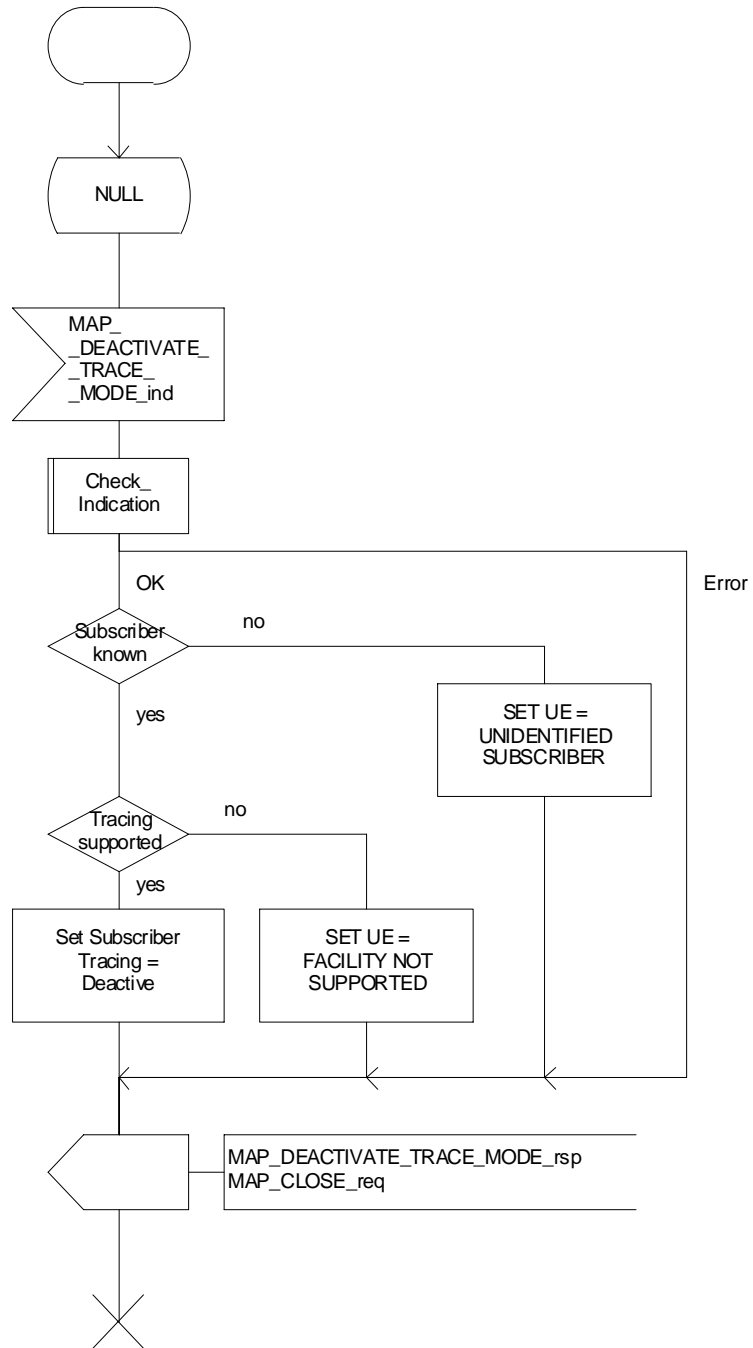 NULL
MAP_
_DEACTIVATE_
_TRACE_
_MODE_ind
Check_
Indication
OK
Error
Subscriber
known
no
yes
SET UE =
UNIDENTIFIED
SUBSCRIBER
Tracing
supported
no
yes
Set Subscriber
Tracing =
Deactive
SET UE =
FACILITY NOT
SUPPORTED
MAP_DEACTIVATE_TRACE_MODE_rsp
MAP_CLOSE_req